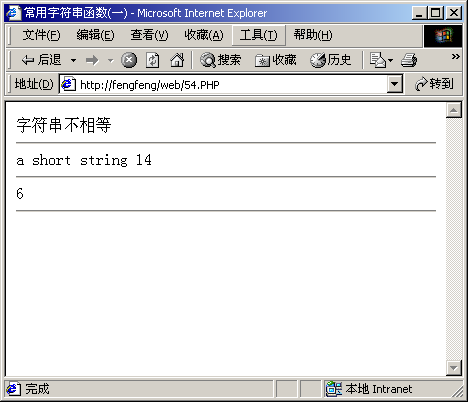 常用字符串函数(一) - Microsoft Internet Explorer
文件(F) 编辑(E) 查看(V) 收藏(A) 工具(T) 帮助(H)
后退 搜索 收藏 历史
地址(D) http://fengfeng/web/54.PHP 转到
字符串不相等
a short string 14
6
完成 本地 Intranet